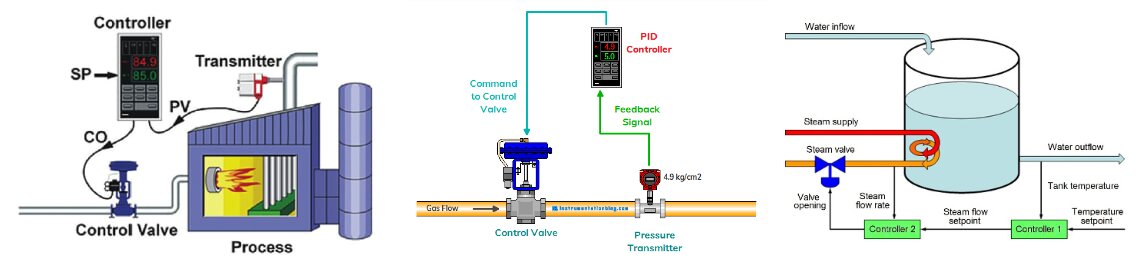 Controller
84.9
85.0
SP
Transmitter
PV
CO
Control Valve
Process
PID
Controller
4.9
5.0
Command
to Control
Valve
Feedback
Signal
4.9 kg/cm2
Gas Flow
Instrumentationblog.com
Control Valve
Pressure
Transmitter
Water inflow
Steam supply
Steam valve
Water outflow
Valve
opening
Steam
flow rate
Tank temperature
Steam flow
setpoint
Temperature
setpoint
Controller 2
Controller 1